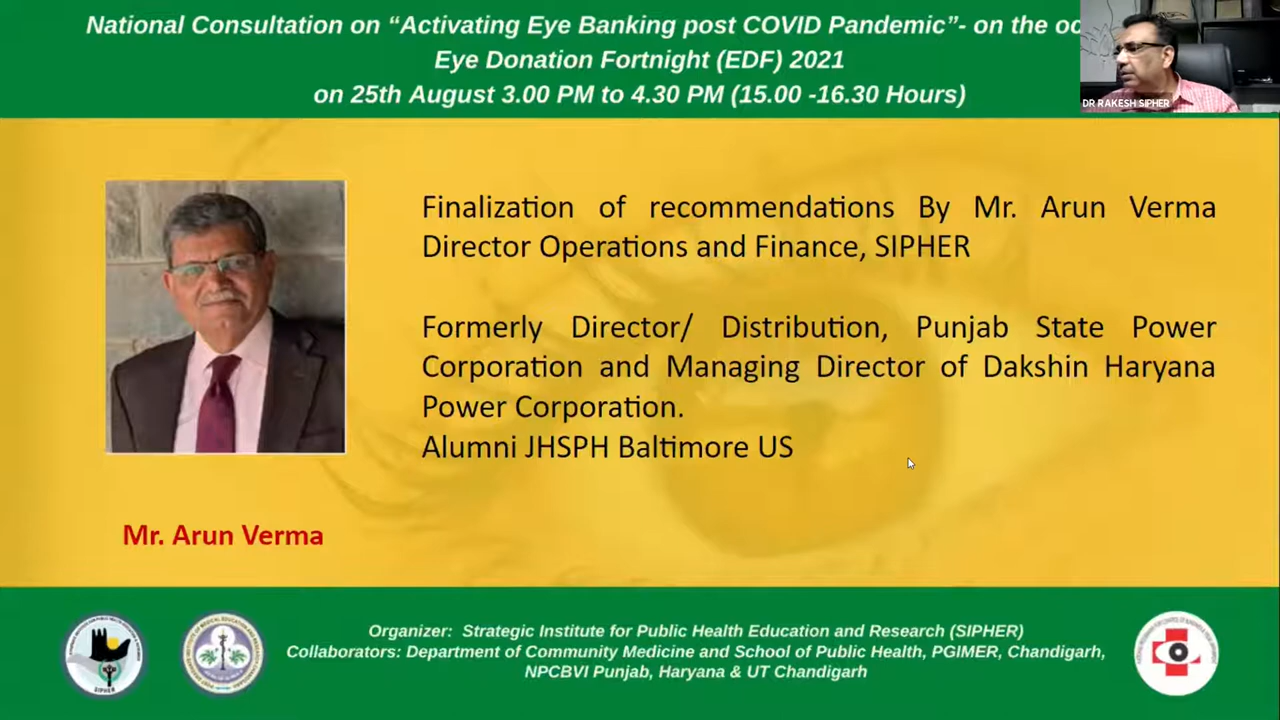 National Consultation on “Activating Eye Banking post COVID Pandemic”- on the oc
Eye Donation Fortnight (EDF) 2021
on 25th August 3.00 PM to 4.30 PM (15.00 -16.30 Hours)
DR RAKESH SIPHER
Finalization of recommendations By Mr. Arun Verma
Director Operations and Finance, SIPHER
Formerly Director/ Distribution, Punjab State Power
Corporation and Managing Director of Dakshin Haryana
Power Corporation.
Alumni JHSPH Baltimore US
Mr. Arun Verma
Organizer: Strategic Institute for Public Health Education and Research (SIPHER)
Collaborators: Department of Community Medicine and School of Public Health, PGIMER, Chandigarh,
NPCBVI Punjab, Haryana & UT Chandigarh
SIPHER